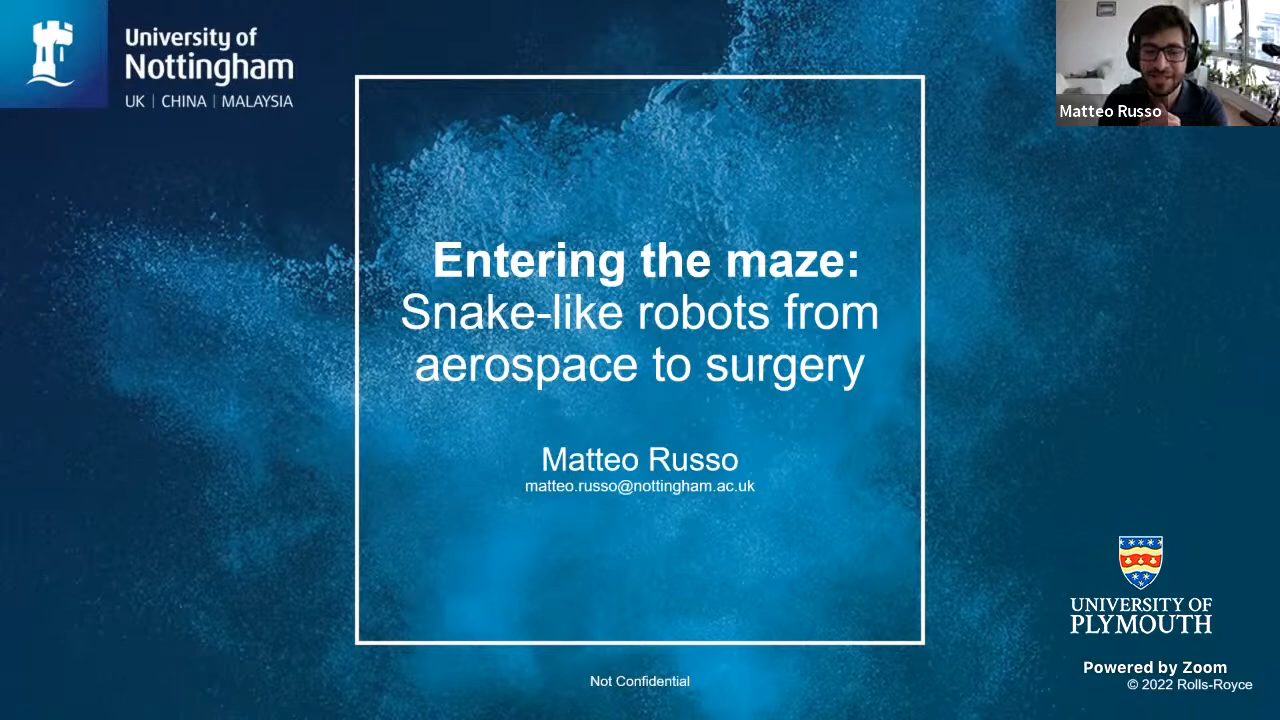 University of
Nottingham
UK | CHINA | MALAYSIA
Matteo Russo
Entering the maze:
Snake-like robots from
aerospace to surgery
Matteo Russo
matteo.russo@nottingham.ac.uk
UNIVERSITY OF
PLYMOUTH
Powered by Zoom
Not Confidential
© 2022 Rolls-Royce